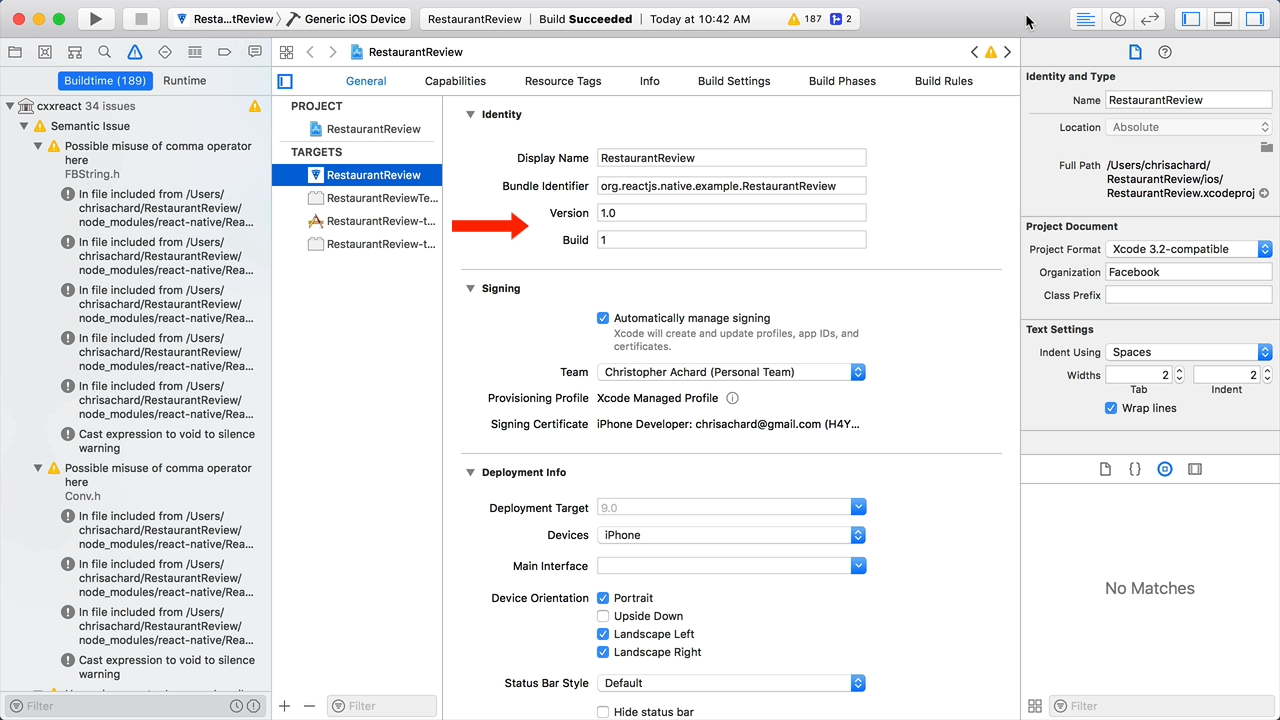 Resta...tReview
Generic iOS Device
RestaurantReview
Build Succeeded
Today at 10:42 AM
187
2
RestaurantReview
Buildtime (189)
Runtime
cxxreact 34 issues
Semantic Issue
Possible misuse of comma operator
here
FBString.h
In file included from /Users/
chrisachard/RestaurantReview/
node_modules/react-native/Rea...
In file included from /Users/
chrisachard/RestaurantReview/
node_modules/react-native/Rea...
In file included from /Users/
chrisachard/RestaurantReview/
node_modules/react-native/Rea...
In file included from /Users/
chrisachard/RestaurantReview/
node_modules/react-native/Rea...
In file included from /Users/
chrisachard/RestaurantReview/
node_modules/react-native/Rea...
Cast expression to void to silence
warning
Possible misuse of comma operator
here
Conv.h
In file included from /Users/
chrisachard/RestaurantReview/
node_modules/react-native/Rea...
In file included from /Users/
chrisachard/RestaurantReview/
node_modules/react-native/Rea...
In file included from /Users/
chrisachard/RestaurantReview/
node_modules/react-native/Rea...
Cast expression to void to silence
warning
Filter
General
Capabilities
Resource Tags
Info
Build Settings
Build Phases
Build Rules
PROJECT
RestaurantReview
TARGETS
RestaurantReview
RestaurantReviewTe...
RestaurantReview-t...
RestaurantReview-t...
Filter
Identity
Display Name RestaurantReview
Bundle Identifier org.reactjs.native.example.RestaurantReview
Version 1.0
Build 1
Signing
Automatically manage signing
Xcode will create and update profiles, app IDs, and
certificates.
Team Christopher Achard (Personal Team)
Provisioning Profile Xcode Managed Profile
Signing Certificate iPhone Developer: chrisachard@gmail.com (H4Y...
Deployment Info
Deployment Target 9.0
Devices iPhone
Main Interface
Device Orientation Portrait
Upside Down
Landscape Left
Landscape Right
Status Bar Style Default
Hide status bar
Identity and Type
Name RestaurantReview
Location Absolute
Full Path /Users/chrisachard/
RestaurantReview/ios/
RestaurantReview.xcodeproj
Project Document
Project Format Xcode 3.2-compatible
Organization Facebook
Class Prefix
Text Settings
Indent Using Spaces
Widths 2 2
Tab Indent
Wrap lines
No Matches
Filter